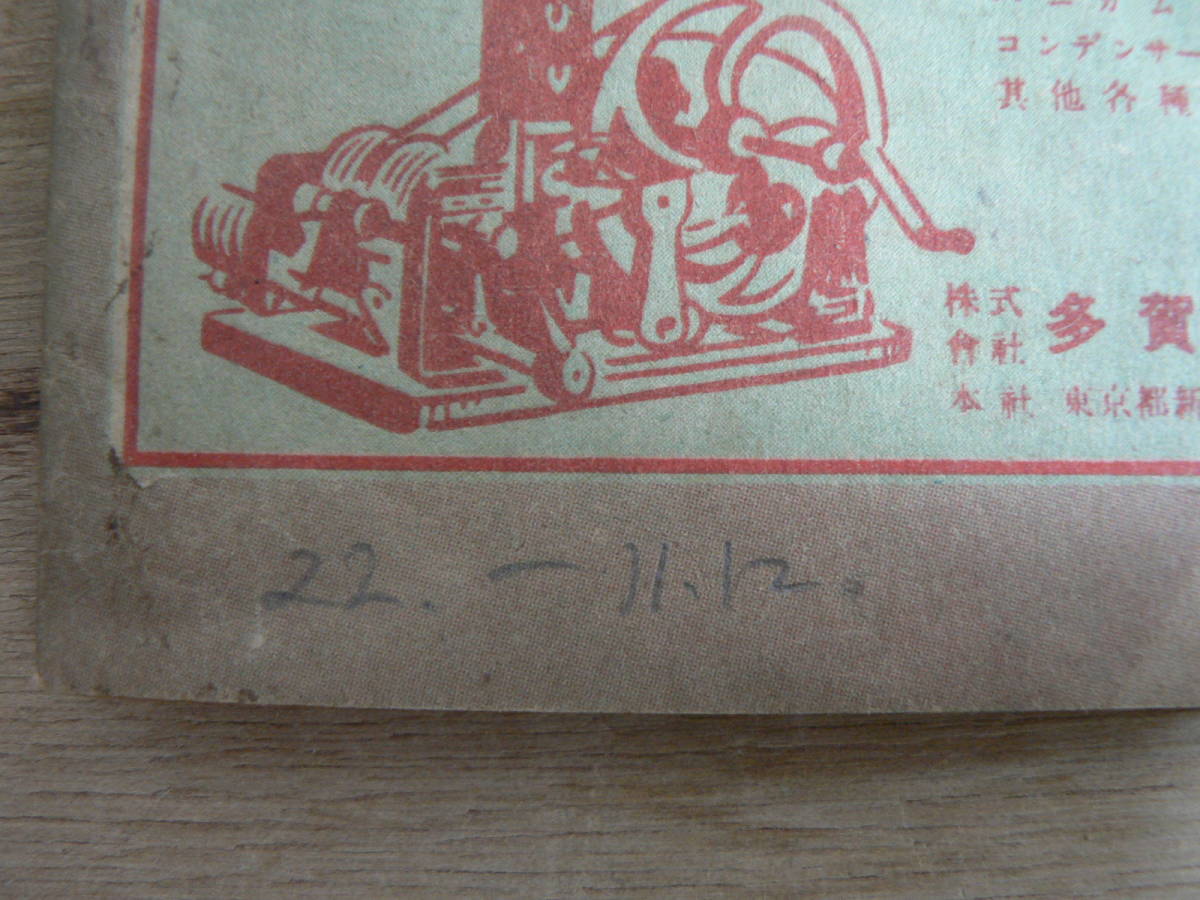 コンデンサー
其他各種
株式
會社
多賀
本社 東京都新
22. 一 11.12.